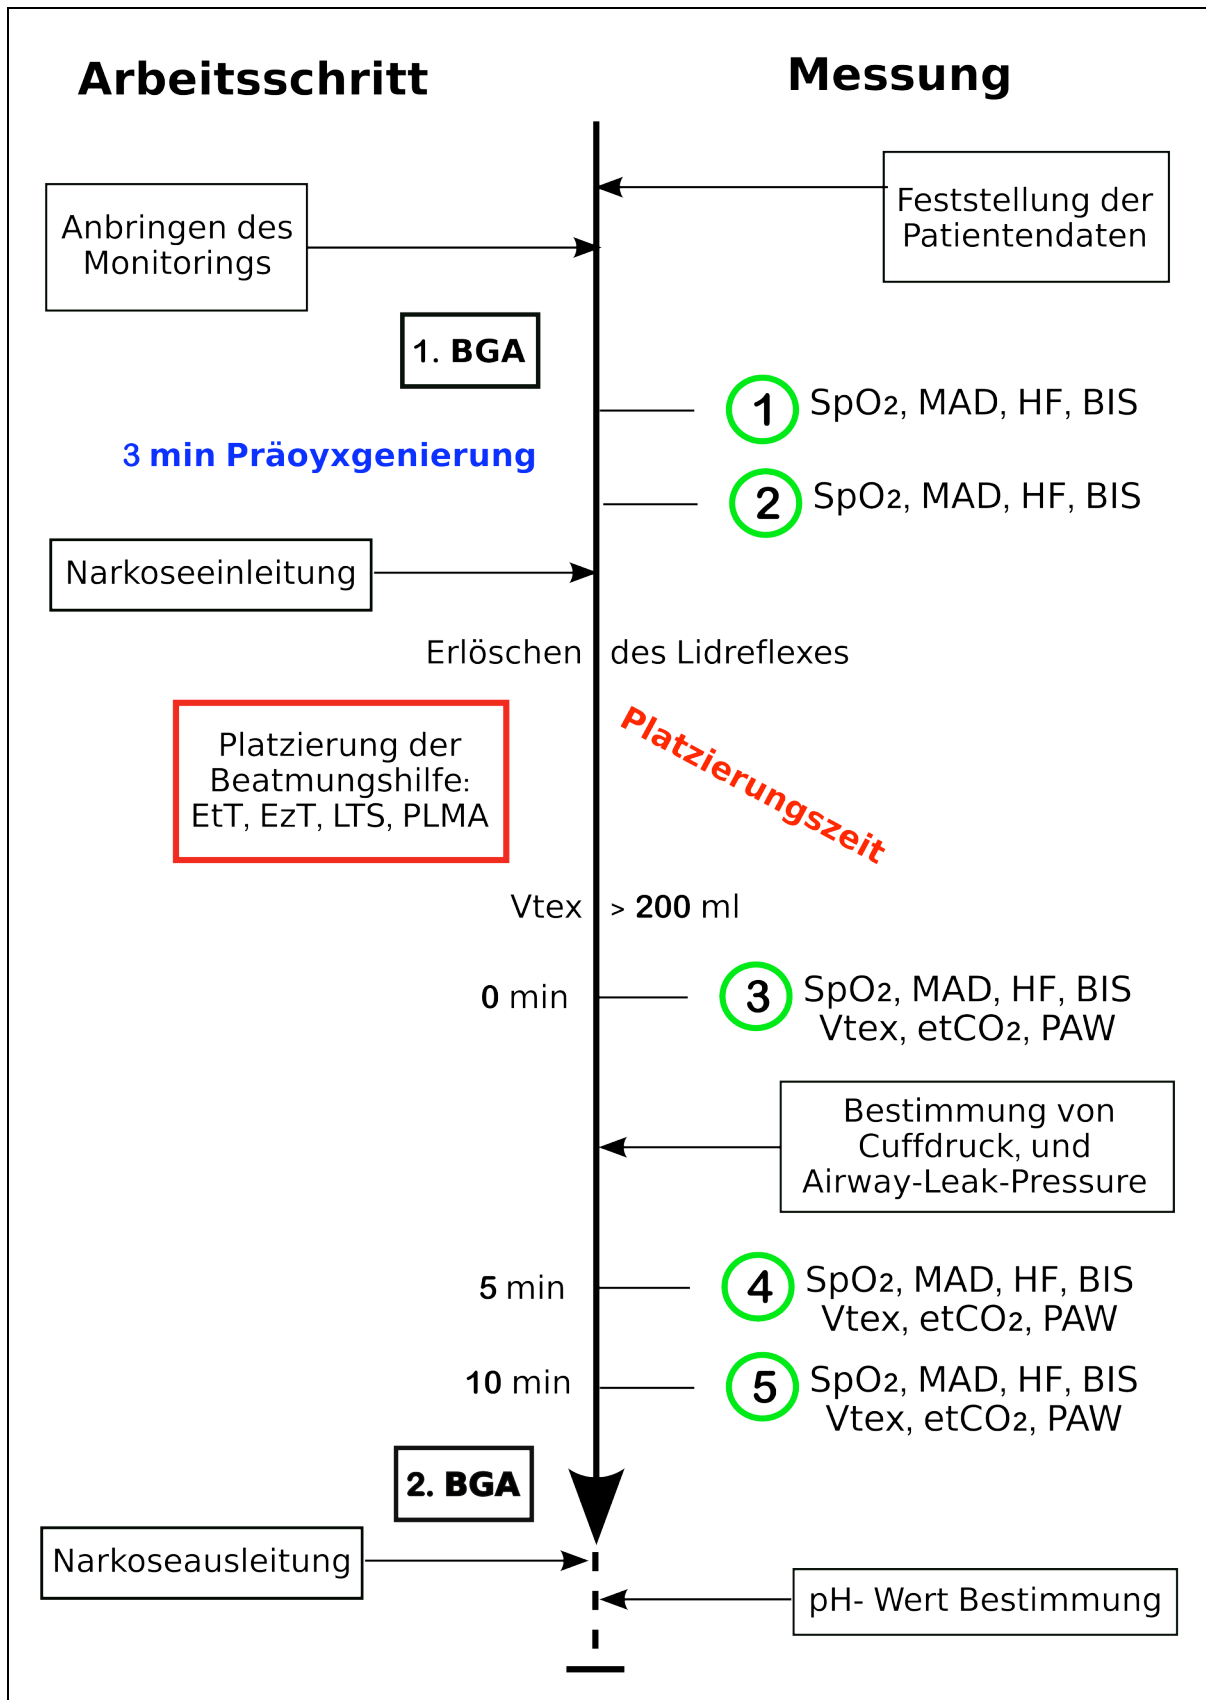 Arbeitsschritt
Messung
Feststellung der
Patientendaten
Anbringen des
Monitorings
1. BGA
1 SpO2, MAD, HF, BIS
3 min Präoyxgenierung
2 SpO2, MAD, HF, BIS
Narkoseeinleitung
Erlöschen des Lidreflexes
Platzierung der
Beatmungshilfe:
EtT, EzT, LTS, PLMA
Platzierungszeit
Vtex > 200 ml
0 min
3 SpO2, MAD, HF, BIS
Vtex, etCO2, PAW
Bestimmung von
Cuffdruck, und
Airway-Leak-Pressure
5 min
4 SpO2, MAD, HF, BIS
Vtex, etCO2, PAW
10 min
5 SpO2, MAD, HF, BIS
Vtex, etCO2, PAW
2. BGA
Narkoseausleitung
pH- Wert Bestimmung